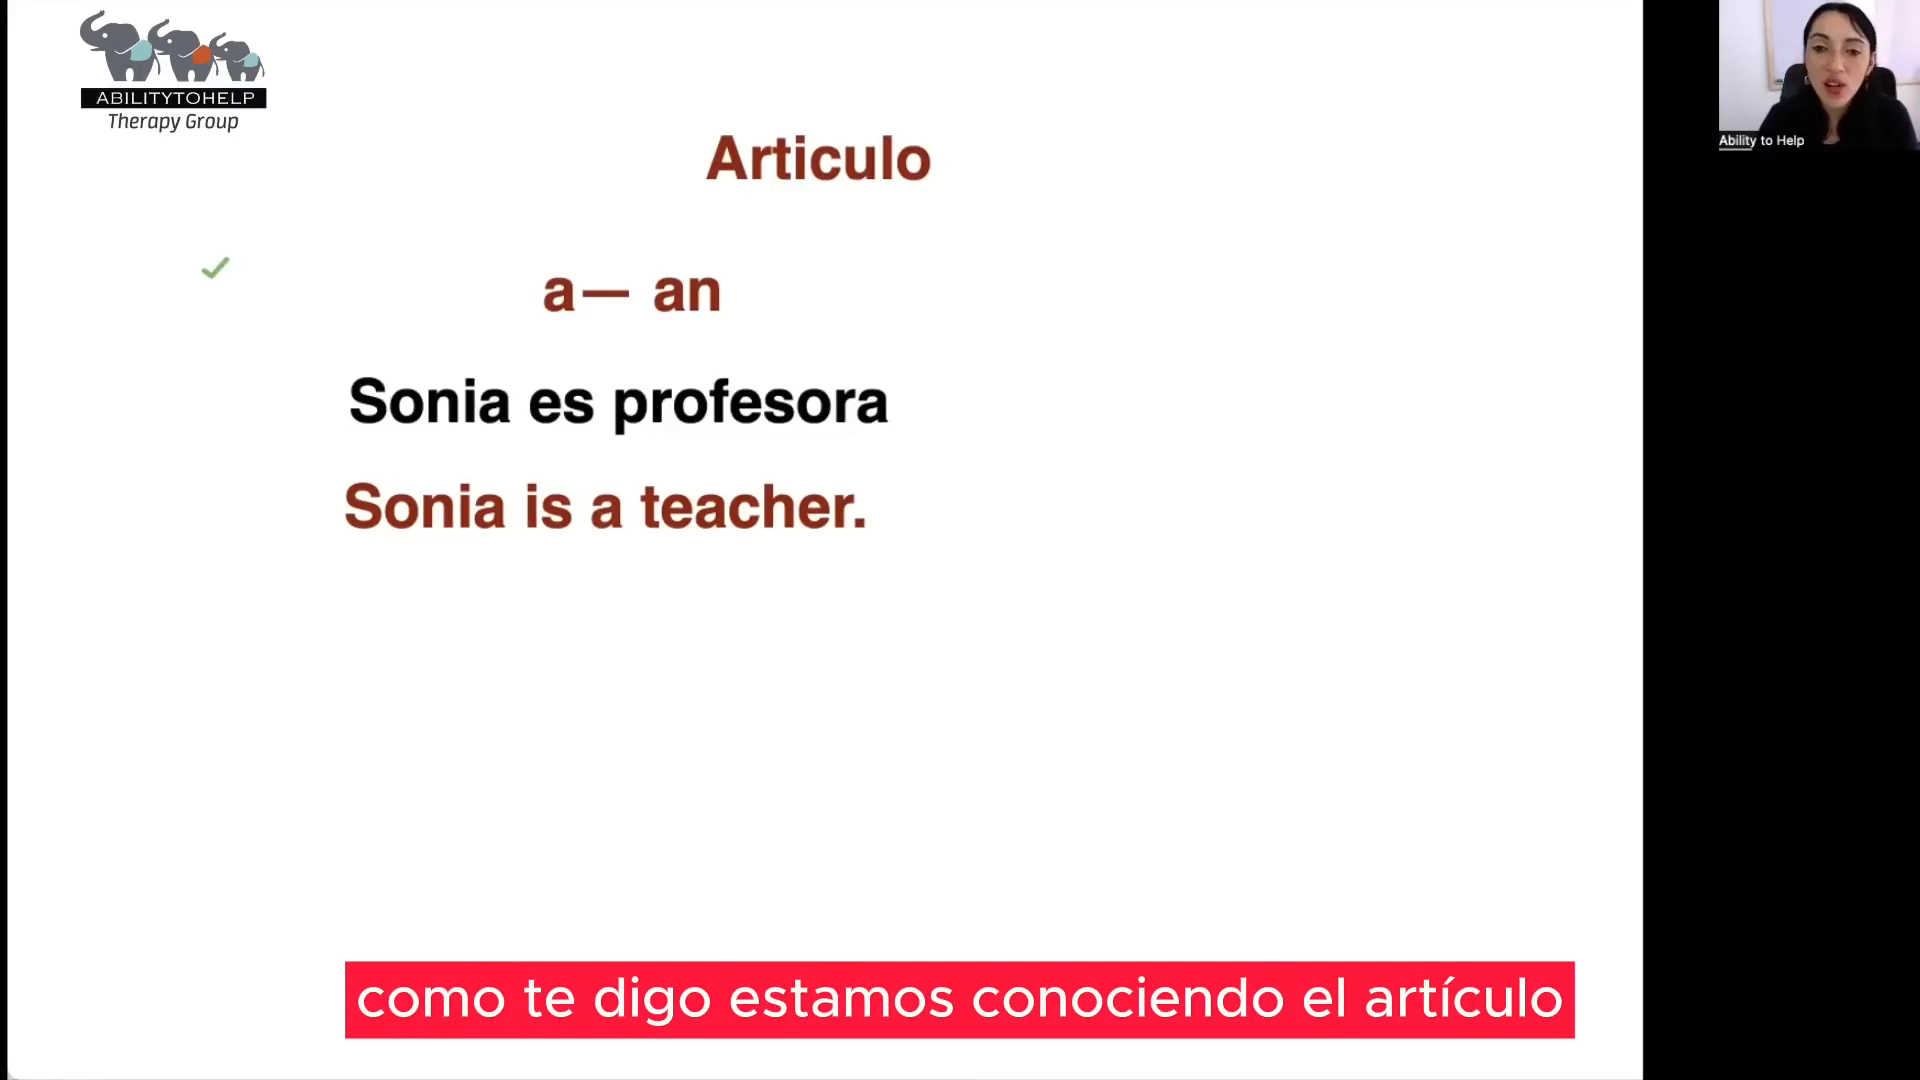 ABILITYTOHELP
Therapy Group
Ability to Help
Articulo
a— an
Sonia es profesora
Sonia is a teacher.
como te digo estamos conociendo el artículo